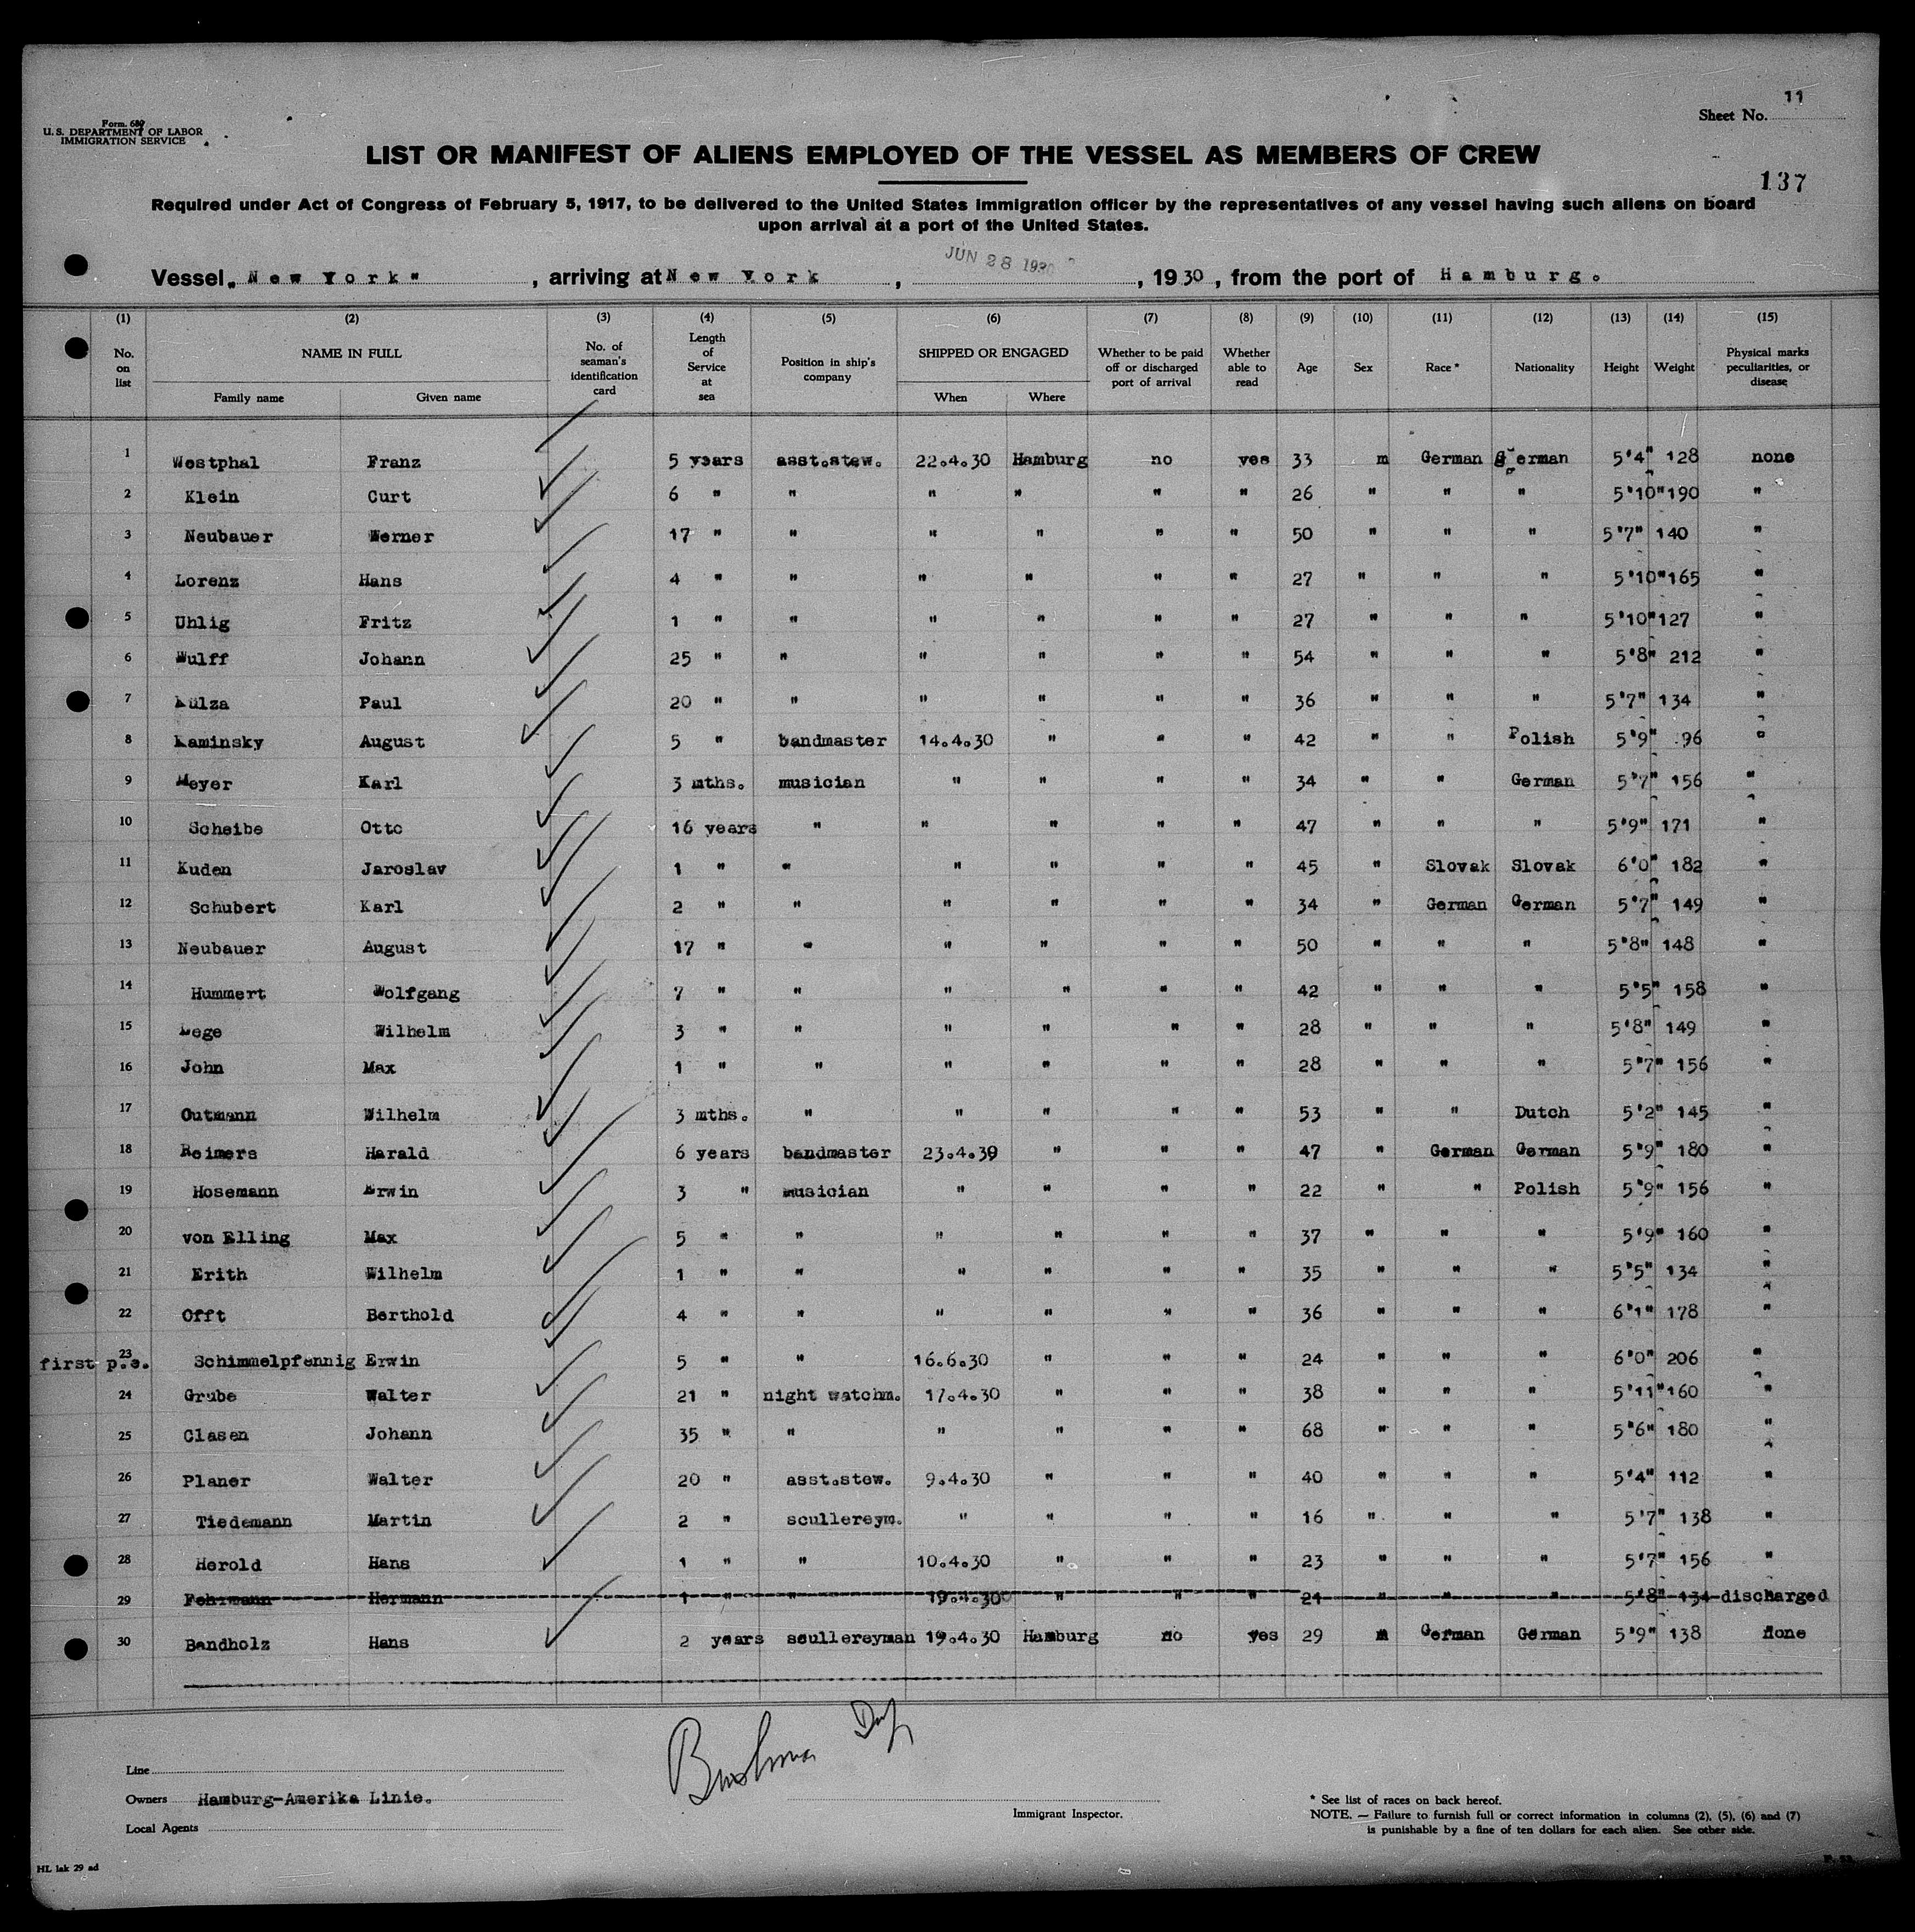 Form. 689
U. S. DEPARTMENT OF LABOR
IMMIGRATION SERVICE
Sheet No. 11
LIST OR MANIFEST OF ALIENS EMPLOYED OF THE VESSEL AS MEMBERS OF CREW
137
Required under Act of Congress of February 5, 1917, to be delivered to the United States immigration officer by the representatives of any vessel having such aliens on board
upon arrival at a port of the United States.
JUN 28 1930
Vessel „New York" , arriving at New York , , 1930 , from the port of Hamburg.
(1) (2) (3) (4) (5) (6) (7) (8) (9) (10) (11) (12) (13) (14) (15)
No. on list NAME IN FULL Family name Given name No. of seaman's identification card Length of Service at sea Position in ship's company SHIPPED OR ENGAGED When Where Whether to be paid off or discharged port of arrival Whether able to read Age Sex Race * Nationality Height Weight Physical marks peculiarities, or disease
1 Westphal Franz 5 years asst.stew. 22.4.30 Hamburg no yes 33 m German German 5'4" 128 none
2 Klein Curt 6 " " " " " " 26 " " " 5'10" 190 "
3 Neubauer Werner 17 " " " " " " 50 " " " 5'7" 140 "
4 Lorenz Hans 4 " " " " " " 27 " " " 5'10" 165 "
5 Uhlig Fritz 1 " " " " " " 27 " " " 5'10" 127 "
6 Wulff Johann 25 " " " " " " 54 " " " 5'8" 212 "
7 Külza Paul 20 " " " " " " 36 " " " 5'7" 134 "
8 Kaminsky August 5 " bandmaster 14.4.30 " " " 42 " " Polish 5'9" 96 "
9 Meyer Karl 3 mths. musician " " " " 34 " " German 5'7" 156 "
10 Scheibe Otto 16 years " " " " " 47 " " " 5'9" 171 "
11 Kuden Jaroslav 1 " " " " " " 45 " Slovak Slovak 6'0" 182 "
12 Schubert Karl 2 " " " " " " 34 " German German 5'7" 149 "
13 Neubauer August 17 " " " " " " 50 " " " 5'8" 148 "
14 Hummert Wolfgang 7 " " " " " " 42 " " " 5'5" 158 "
15 Lege Wilhelm 3 " " " " " " 28 " " " 5'8" 149 "
16 John Max 1 " " " " " " 28 " " " 5'7" 156 "
17 Gutmann Wilhelm 3 mths. " " " " " 53 " " Dutch 5'2" 145 "
18 Reimers Harald 6 years bandmaster 23.4.30 " " " 47 " German German 5'9" 180 "
19 Hosemann Erwin 3 " musician " " " " 22 " " Polish 5'9" 156 "
20 von Elling Max 5 " " " " " " 37 " " " 5'9" 160 "
21 Erith Wilhelm 1 " " " " " " 35 " " " 5'5" 134 "
22 Offt Berthold 4 " " " " " " 36 " " " 6'1" 178 "
first p.e. 23 Schimmelpfennig Erwin 5 " " 16.6.30 " " " 24 " " " 6'0" 206 "
24 Grube Walter 21 " night watchm. 17.4.30 " " " 38 " " " 5'11" 160 "
25 Clasen Johann 35 " " " " " " 68 " " " 5'6" 180 "
26 Planer Walter 20 " asst.stew. 9.4.30 " " " 40 " " " 5'4" 112 "
27 Tiedemann Martin 2 " scullereym. " " " " 16 " " " 5'7" 138 "
28 Herold Hans 1 " " 10.4.30 " " " 23 " " " 5'7" 156 "
29 Fehrmann Hermann 1 " " 19.4.30 " " " 21 " " " 5'8" 134 discharged
30 Bandholz Hans 2 years scullereyman 19.4.30 Hamburg no yes 29 m German German 5'9" 138 none
Line
Owners Hamburg-Amerika Linie.
Local Agents
Immigrant Inspector.
* See list of races on back hereof.
NOTE. — Failure to furnish full or correct information in columns (2), (5), (6) and (7)
is punishable by a fine of ten dollars for each alien. See other side.
HL lak 29 ad